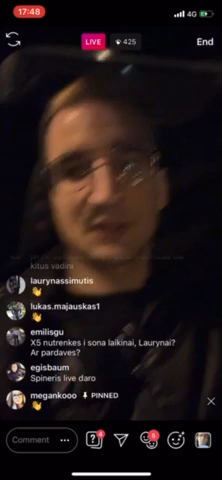 17:48
4G
LIVE
425
End
kitus vadini
laurynassimutis
lukas.majauskas1
emilisgu
X5 nutrenkes i sona laikinai, Laurynai?
Ar pardaves?
egisbaum
Spineris live daro
megankooo PINNED
Comment